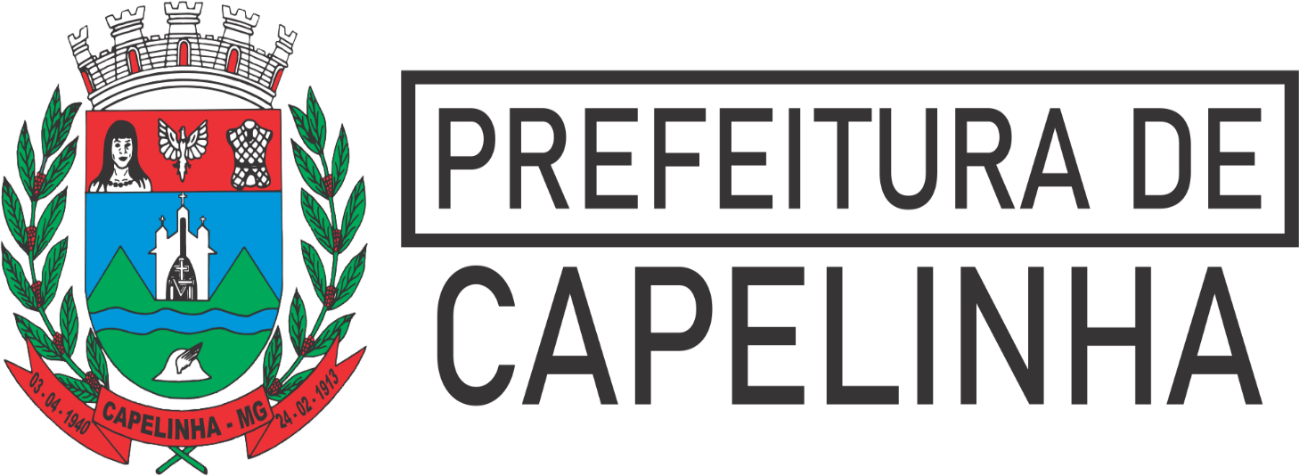 PREFEITURA DE
CAPELINHA
03-04-1940
CAPELINHA - MG
24-02-1913